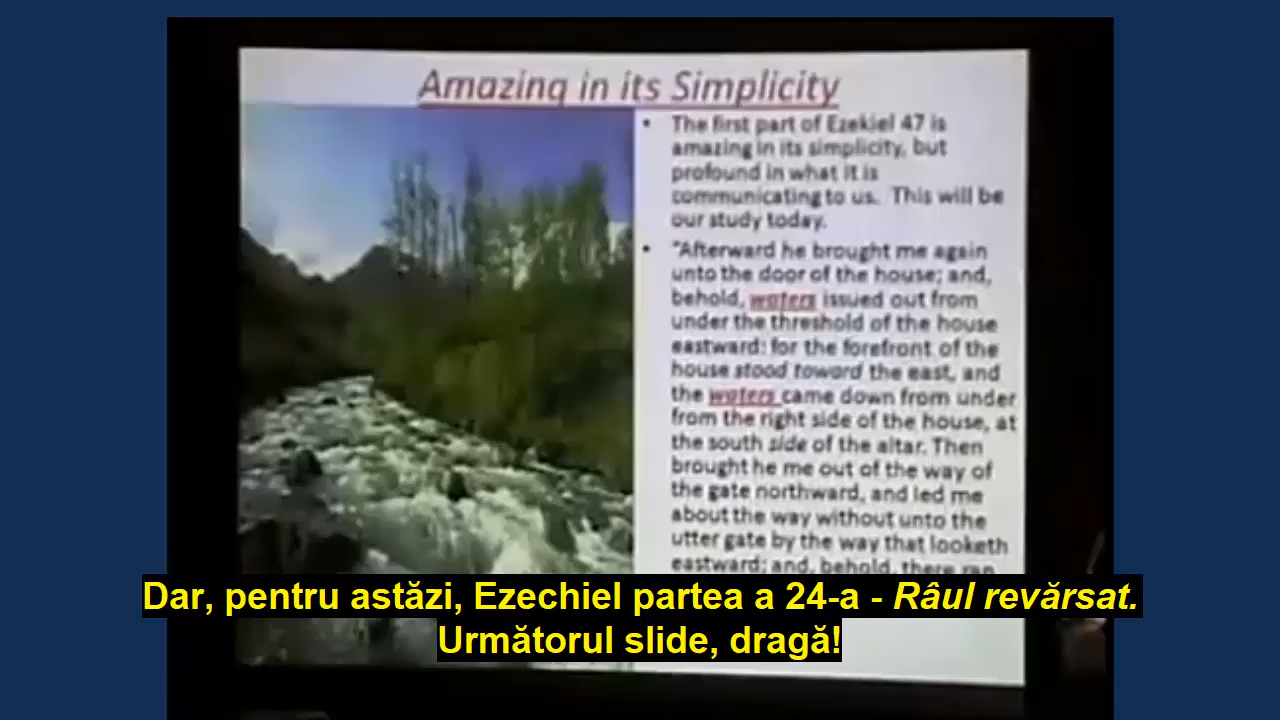 Amazing in its Simplicity
• The first part of Ezekiel 47 is
amazing in its simplicity, but
profound in what it is
communicating to us. This will be
our study today.
• "Afterward he brought me again
unto the door of the house; and,
behold, waters issued out from
under the threshold of the house
eastward: for the forefront of the
house stood toward the east, and
the waters came down from under
from the right side of the house, at
the south side of the altar. Then
brought he me out of the way of
the gate northward, and led me
about the way without unto the
utter gate by the way that looketh
eastward; and, behold, there ran
Dar, pentru astăzi, Ezechiel partea a 24-a - Râul revărsat.
Următorul slide, dragă!